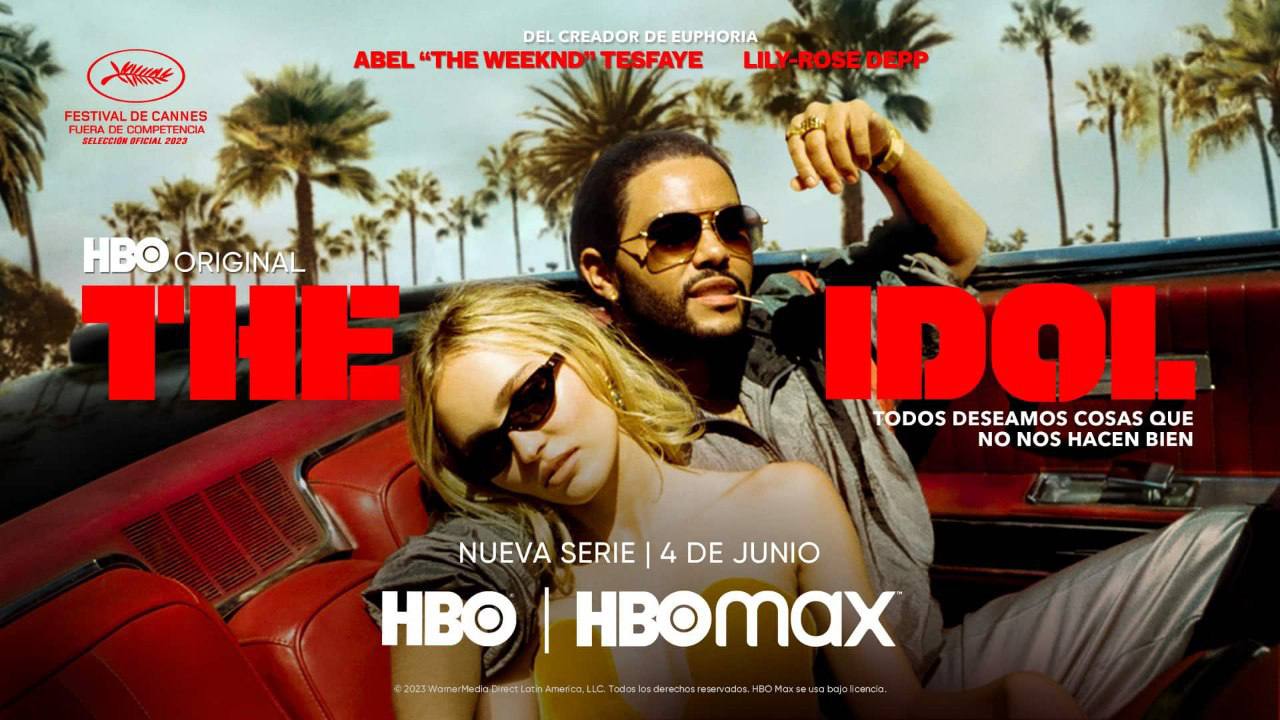 DEL CREADOR DE EUPHORIA
ABEL “THE WEEKND” TESFAYE LILY-ROSE DEPP
FESTIVAL DE CANNES
FUERA DE COMPETENCIA
SELECCIÓN OFICIAL 2023
HBO ORIGINAL
THE IDOL
TODOS DESEAMOS COSAS QUE
NO NOS HACEN BIEN
NUEVA SERIE | 4 DE JUNIO
HBO® | HBOmax™
© 2023 WarnerMedia Direct Latin America, LLC. Todos los derechos reservados. HBO Max se usa bajo licencia.